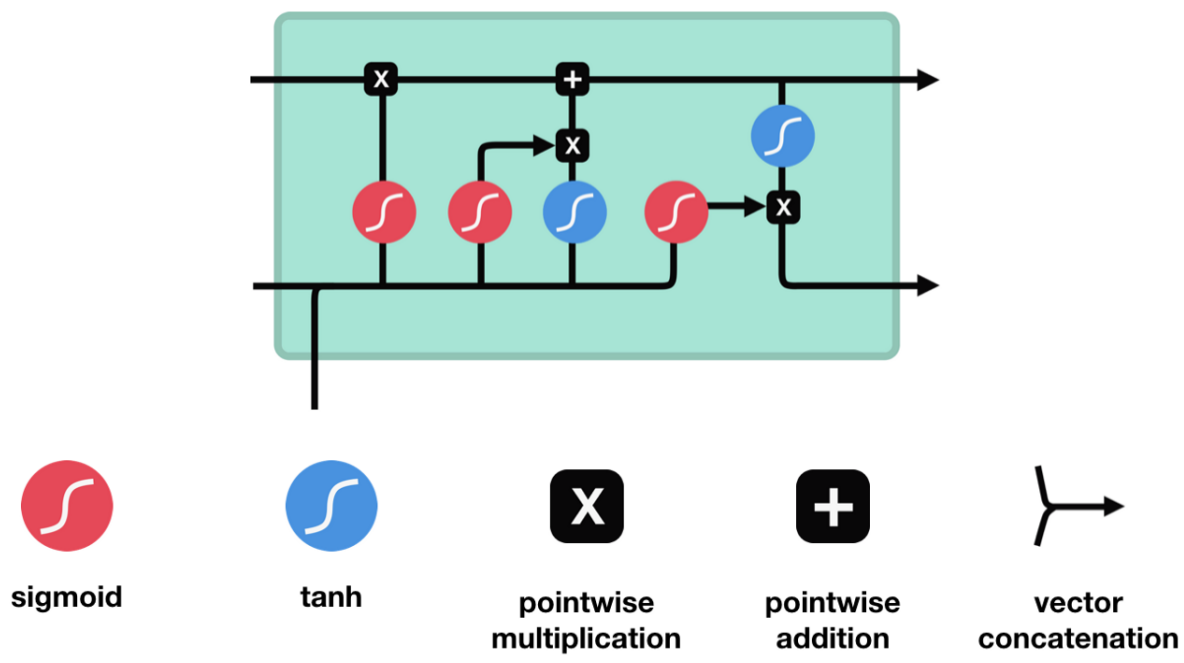 X
+
X
X
X
+
sigmoid
tanh
pointwise
multiplication
pointwise
addition
vector
concatenation